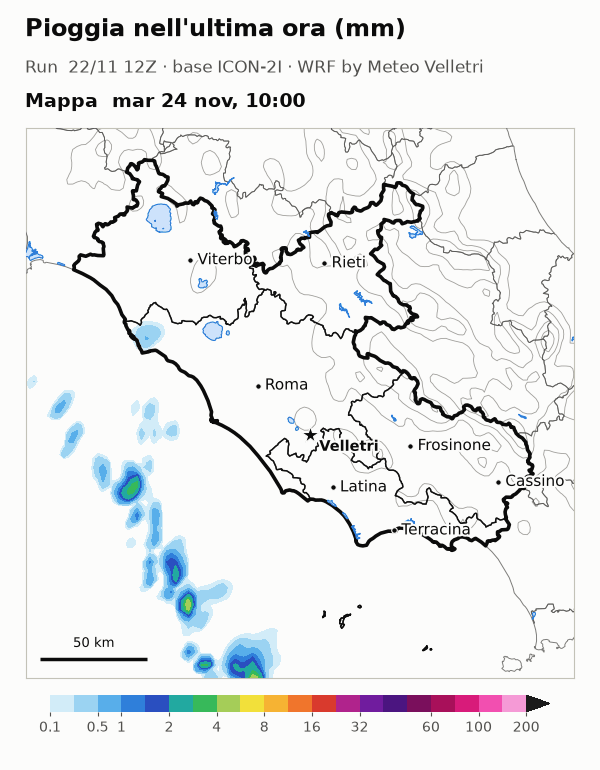 Pioggia nell'ultima ora (mm)
Run  22/11 12Z · base ICON-2I · WRF by Meteo Velletri
Mappa  mar 24 nov, 10:00
Viterbo
Rieti
Roma
Velletri
Frosinone
Latina
Cassino
Terracina
50 km
0.1 0.5 1 2 4 8 16 32 60 100 200